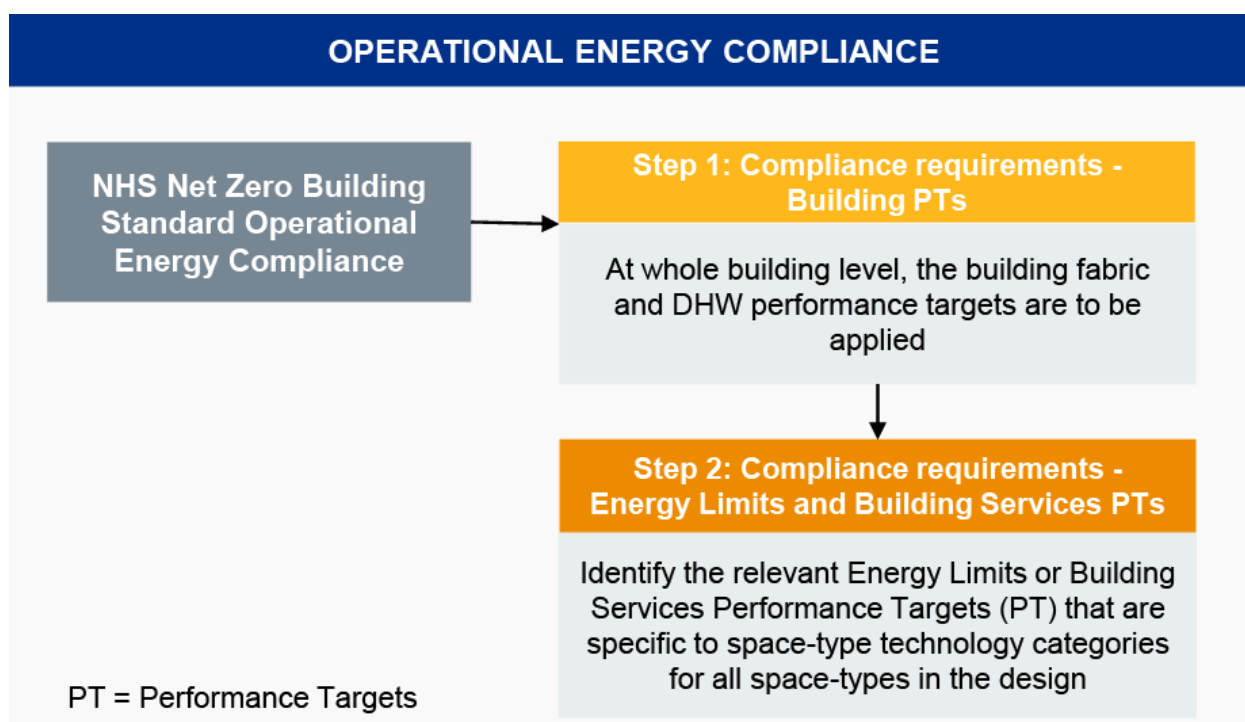 OPERATIONAL ENERGY COMPLIANCE
NHS Net Zero Building
Standard Operational
Energy Compliance
Step 1: Compliance requirements -
Building PTs
At whole building level, the building fabric
and DHW performance targets are to be
applied
Step 2: Compliance requirements -
Energy Limits and Building Services PTs
Identify the relevant Energy Limits or Building
Services Performance Targets (PT) that are
specific to space-type technology categories
for all space-types in the design
PT = Performance Targets